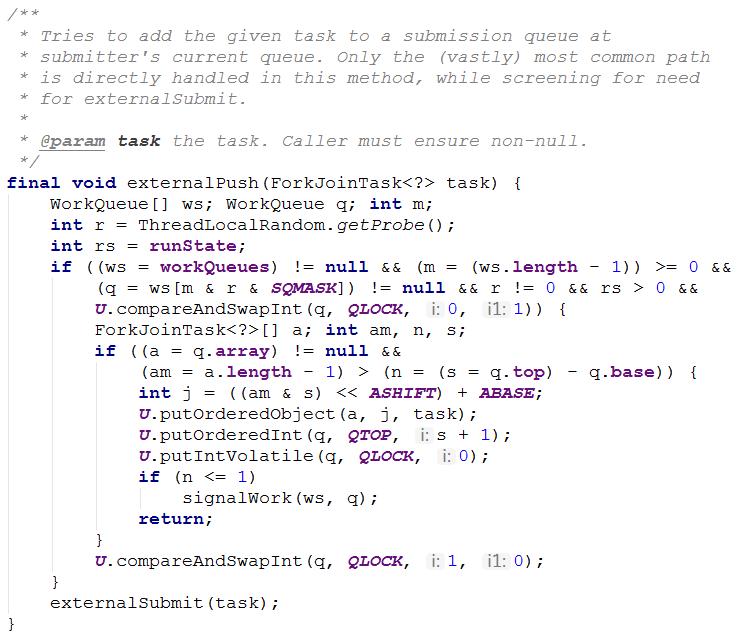 /**
 * Tries to add the given task to a submission queue at
 * submitter's current queue. Only the (vastly) most common path
 * is directly handled in this method, while screening for need
 * for externalSubmit.
 *
 * @param task the task. Caller must ensure non-null.
 */
final void externalPush(ForkJoinTask<?> task) {
    WorkQueue[] ws; WorkQueue q; int m;
    int r = ThreadLocalRandom.getProbe();
    int rs = runState;
    if ((ws = workQueues) != null && (m = (ws.length - 1)) >= 0 &&
        (q = ws[m & r & SQMASK]) != null && r != 0 && rs > 0 &&
        U.compareAndSwapInt(q, QLOCK, i: 0, i1: 1)) {
        ForkJoinTask<?>[] a; int am, n, s;
        if ((a = q.array) != null &&
            (am = a.length - 1) > (n = (s = q.top) - q.base)) {
            int j = ((am & s) << ASHIFT) + ABASE;
            U.putOrderedObject(a, j, task);
            U.putOrderedInt(q, QTOP, i: s + 1);
            U.putIntVolatile(q, QLOCK, i: 0);
            if (n <= 1)
                signalWork(ws, q);
            return;
        }
        U.compareAndSwapInt(q, QLOCK, i: 1, i1: 0);
    }
    externalSubmit(task);
}